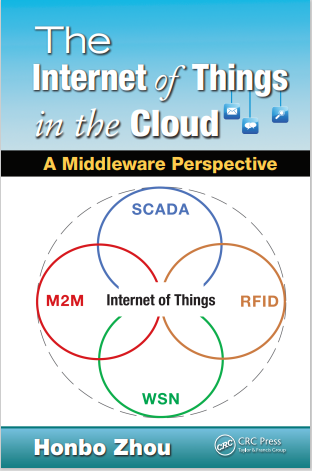 The
Internet of Things
in the Cloud
A Middleware Perspective
SCADA
M2M
Internet of Things
RFID
WSN
Honbo Zhou
CRC
CRC Press
Taylor & Francis Group